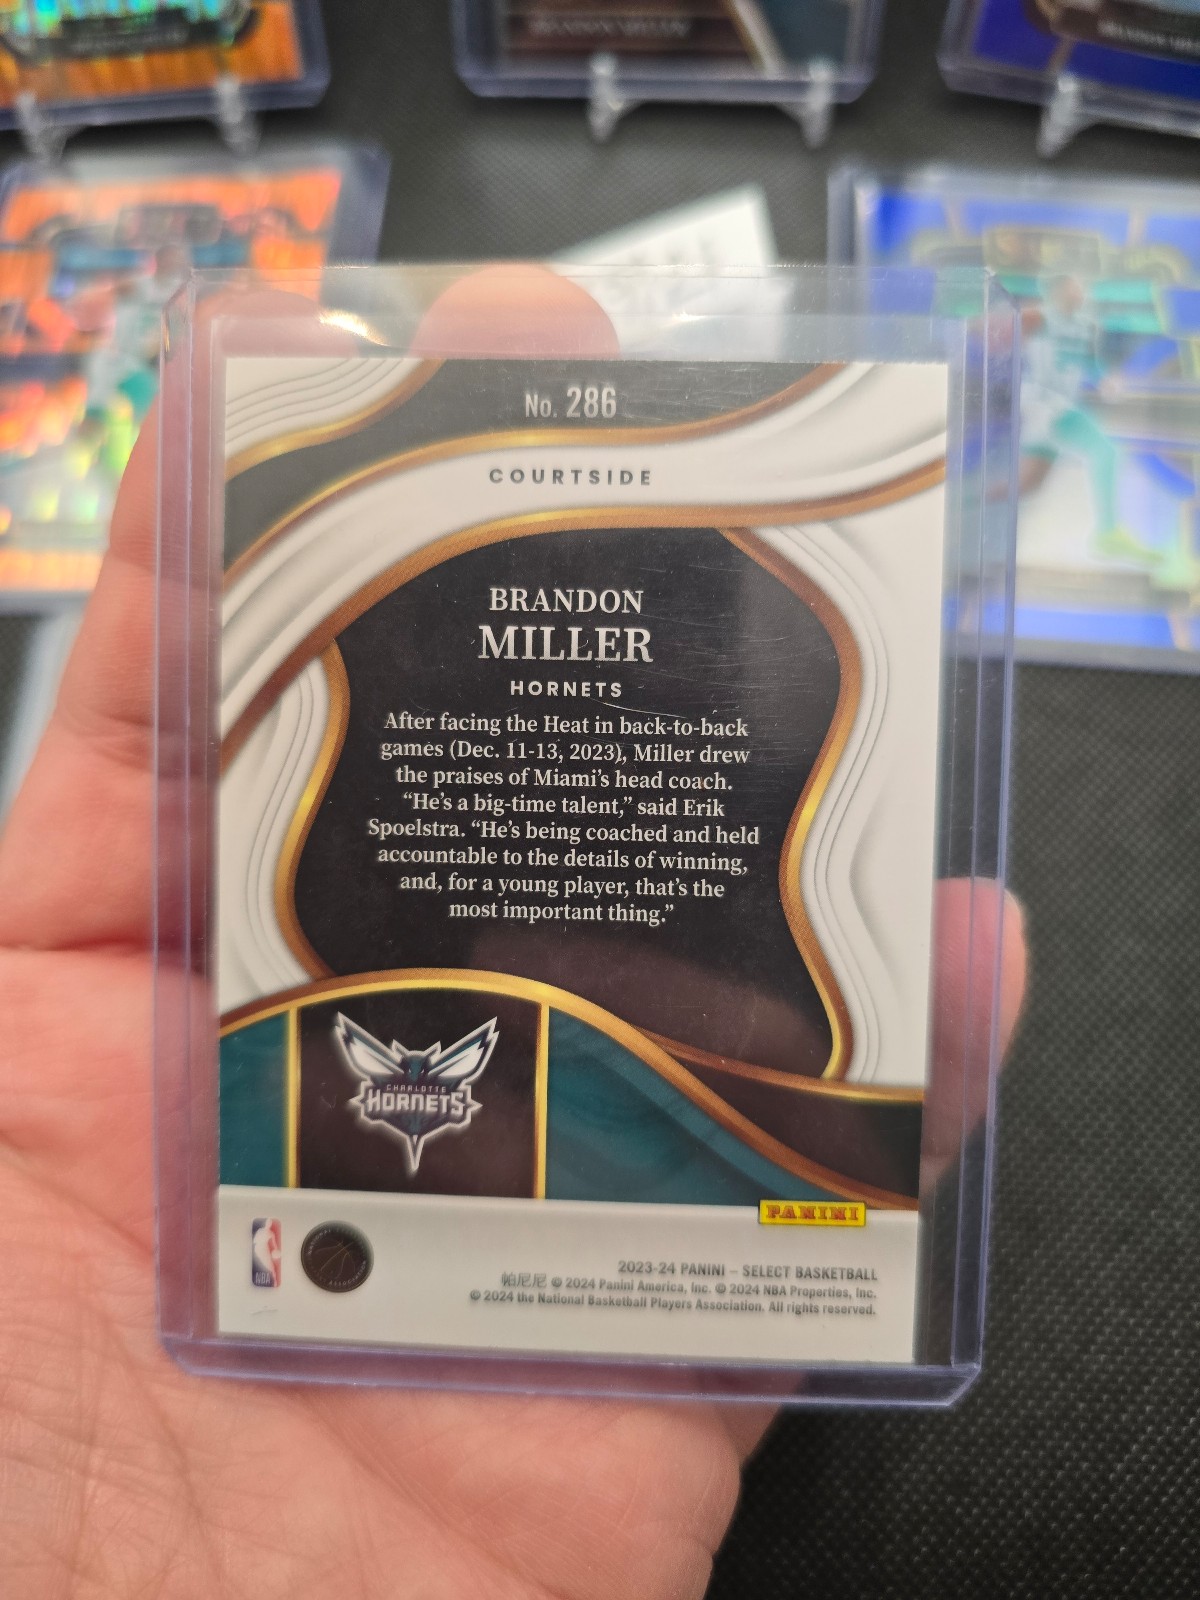 No. 286
COURTSIDE
BRANDON
MILLER
HORNETS
After facing the Heat in back-to-back
games (Dec. 11-13, 2023), Miller drew
the praises of Miami's head coach.
“He's a big-time talent,” said Erik
Spoelstra. “He's being coached and held
accountable to the details of winning,
and, for a young player, that's the
most important thing.”
CHARLOTTE
HORNETS
PANINI
NBA
2023-24 PANINI – SELECT BASKETBALL
帕尼尼 © 2024 Panini America, Inc. © 2024 NBA Properties, Inc.
© 2024 the National Basketball Players Association. All rights reserved.